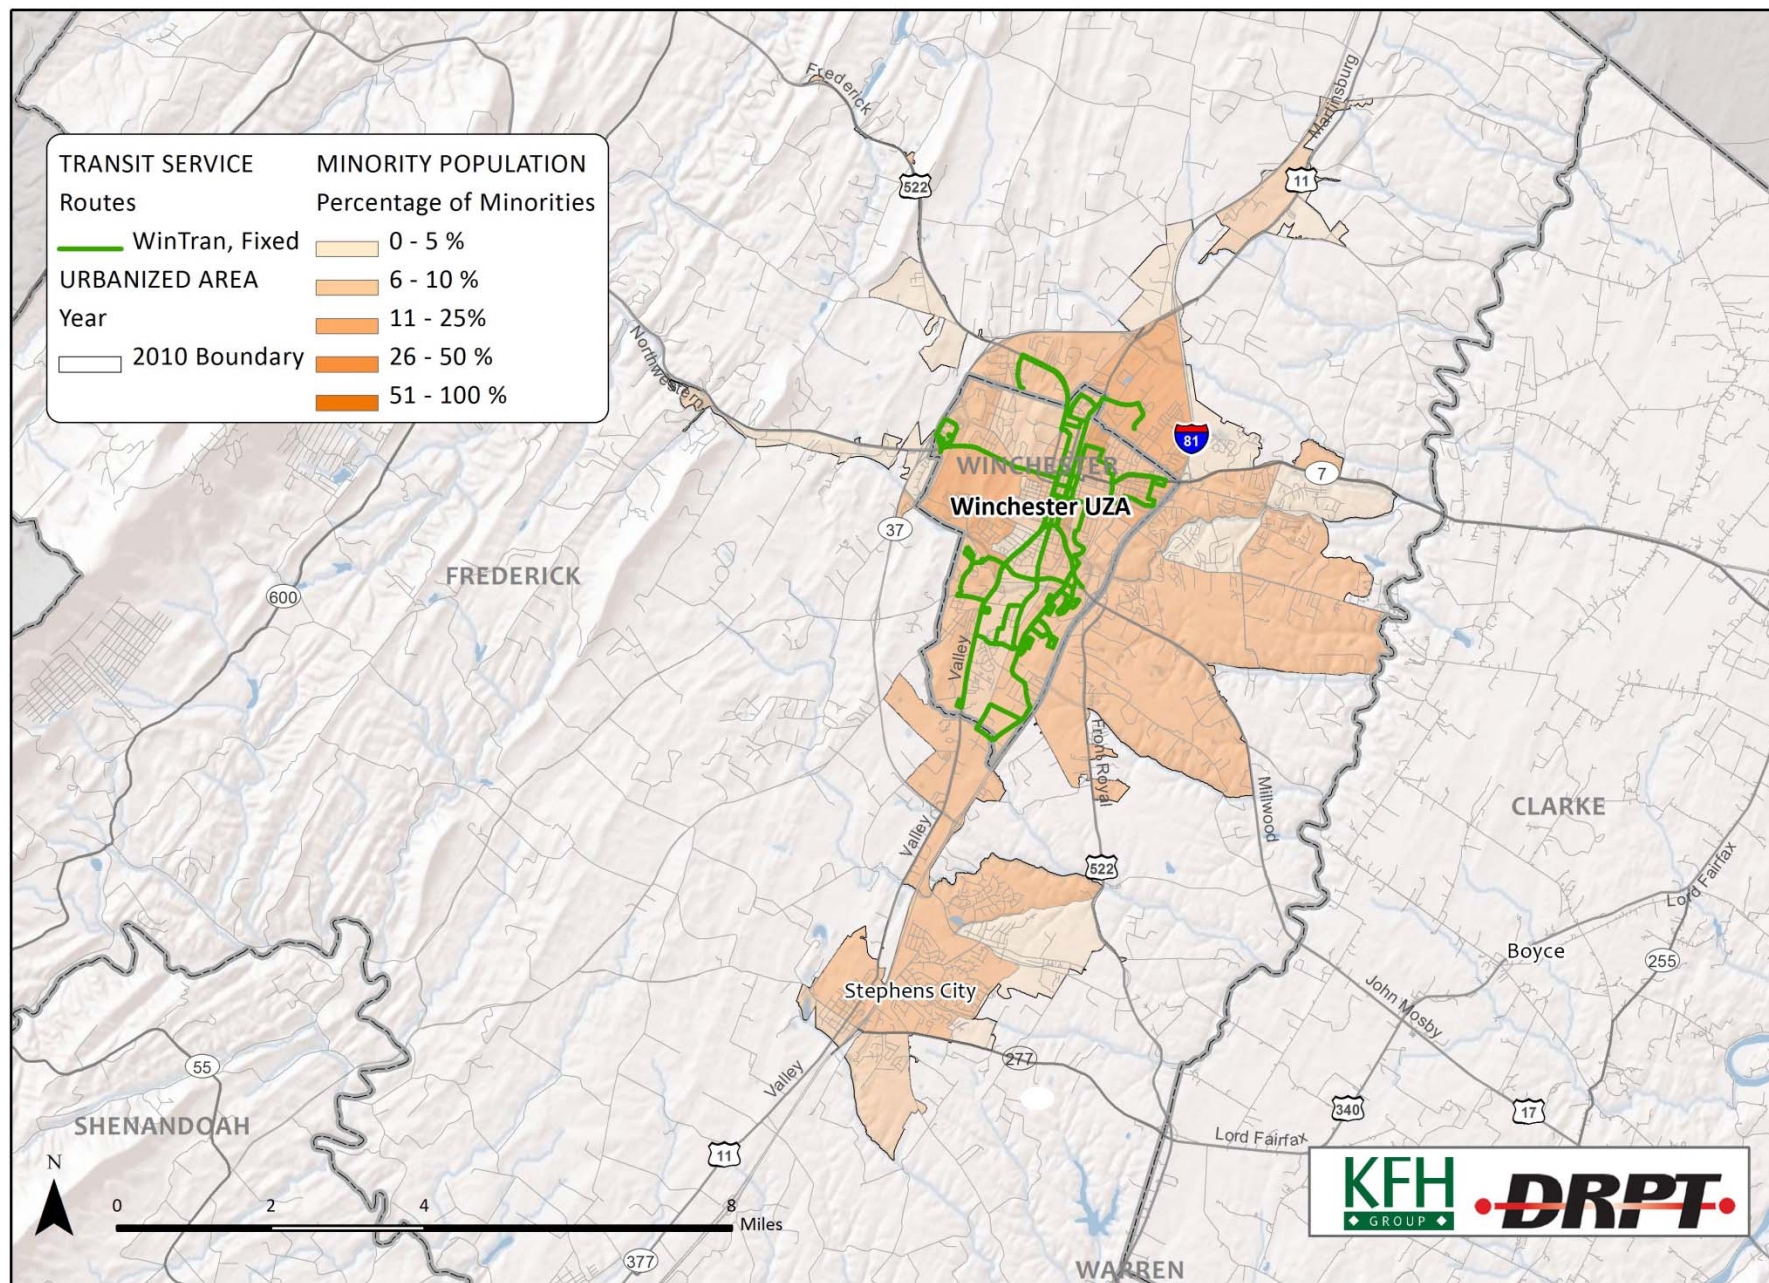 Frederick
Martinsburg
TRANSIT SERVICE
Routes
WinTran, Fixed
URBANIZED AREA
Year
2010 Boundary
MINORITY POPULATION
Percentage of Minorities
0 - 5 %
6 - 10 %
11 - 25%
26 - 50 %
51 - 100 %
522
11
Northwestern
81
WINCHESTER
7
Winchester UZA
37
FREDERICK
600
Valley
Front Royal
Millwood
CLARKE
Valley
522
Lord Fairfax
Boyce
255
Stephens City
John Mosby
277
55
Valley
340
17
SHENANDOAH
11
Lord Fairfax
N
0 2 4 8
Miles
KFH
GROUP
DRPT
377
WARREN